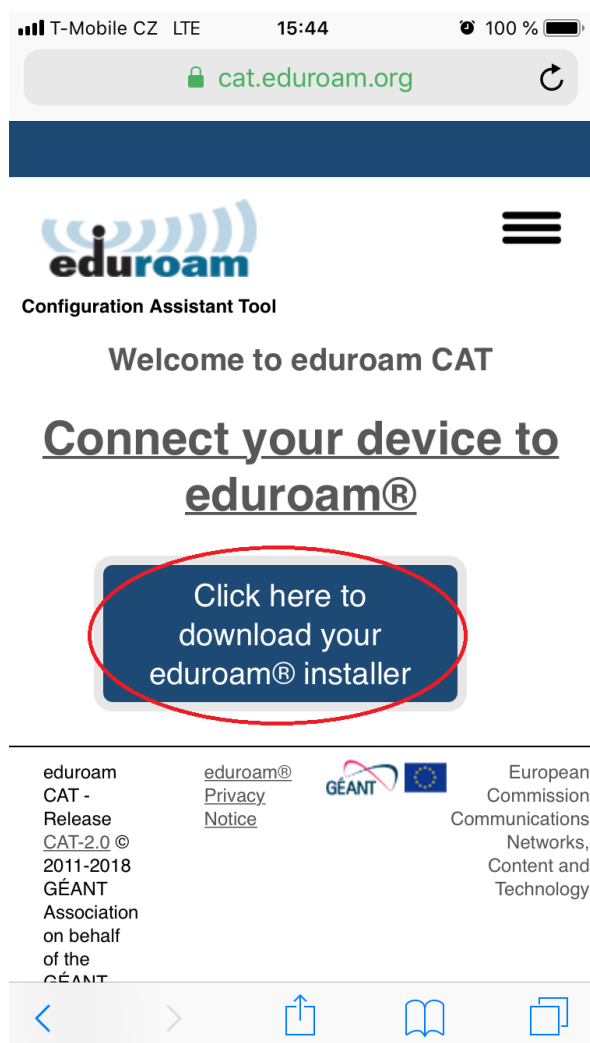 T-Mobile CZ LTE 15:44 100 %
cat.eduroam.org
eduroam
Configuration Assistant Tool
Welcome to eduroam CAT
Connect your device to
eduroam®
Click here to
download your
eduroam® installer
eduroam
CAT -
Release
CAT-2.0 ©
2011-2018
GÉANT
Association
on behalf
of the
GÉANT
eduroam®
Privacy
Notice
GÉANT
European
Commission
Communications
Networks,
Content and
Technology